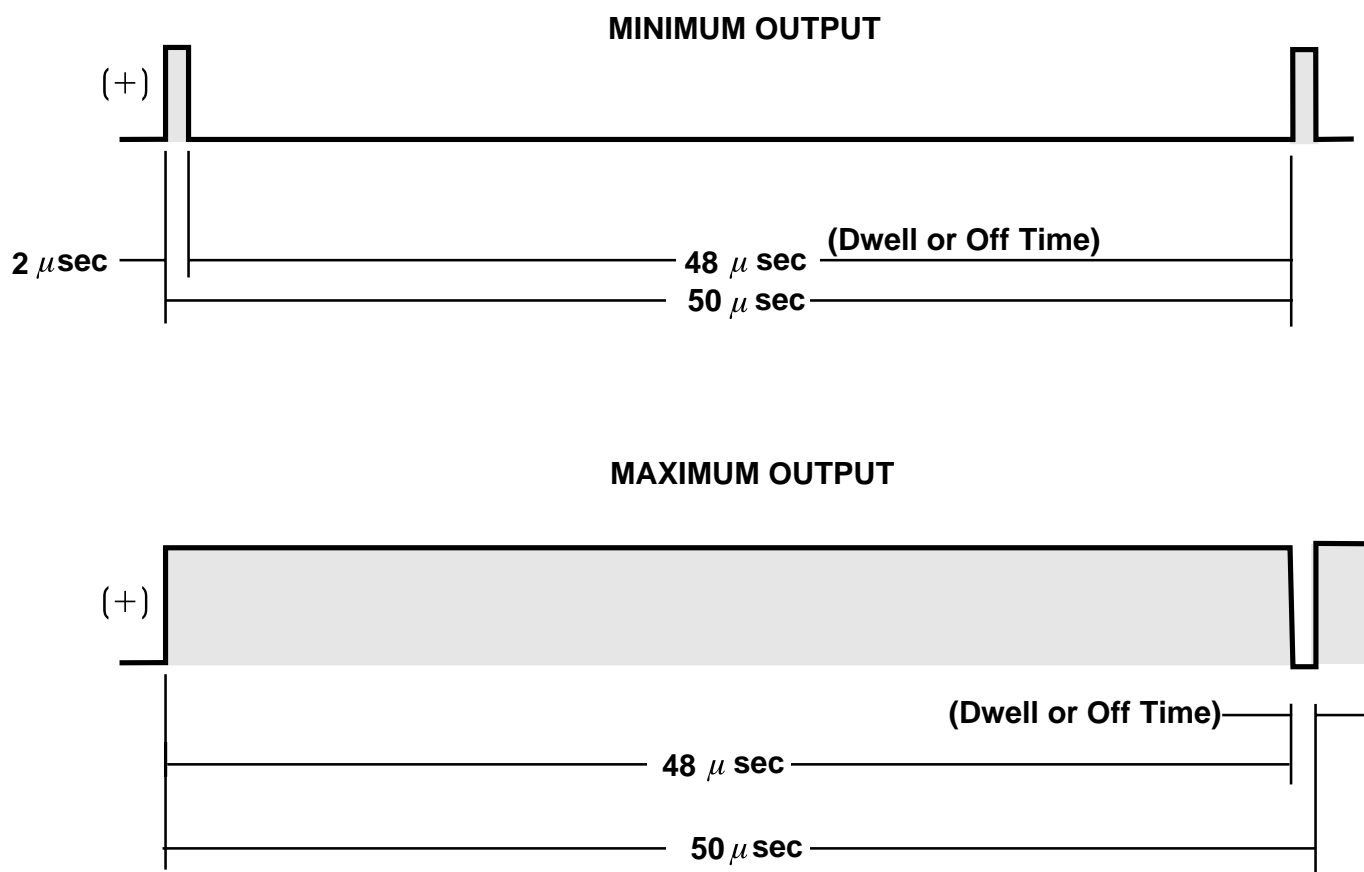 MINIMUM OUTPUT
(+)
(Dwell or Off Time)
2 μsec
48 μ sec
50 μ sec
MAXIMUM OUTPUT
(+)
(Dwell or Off Time)
48 μ sec
50 μ sec